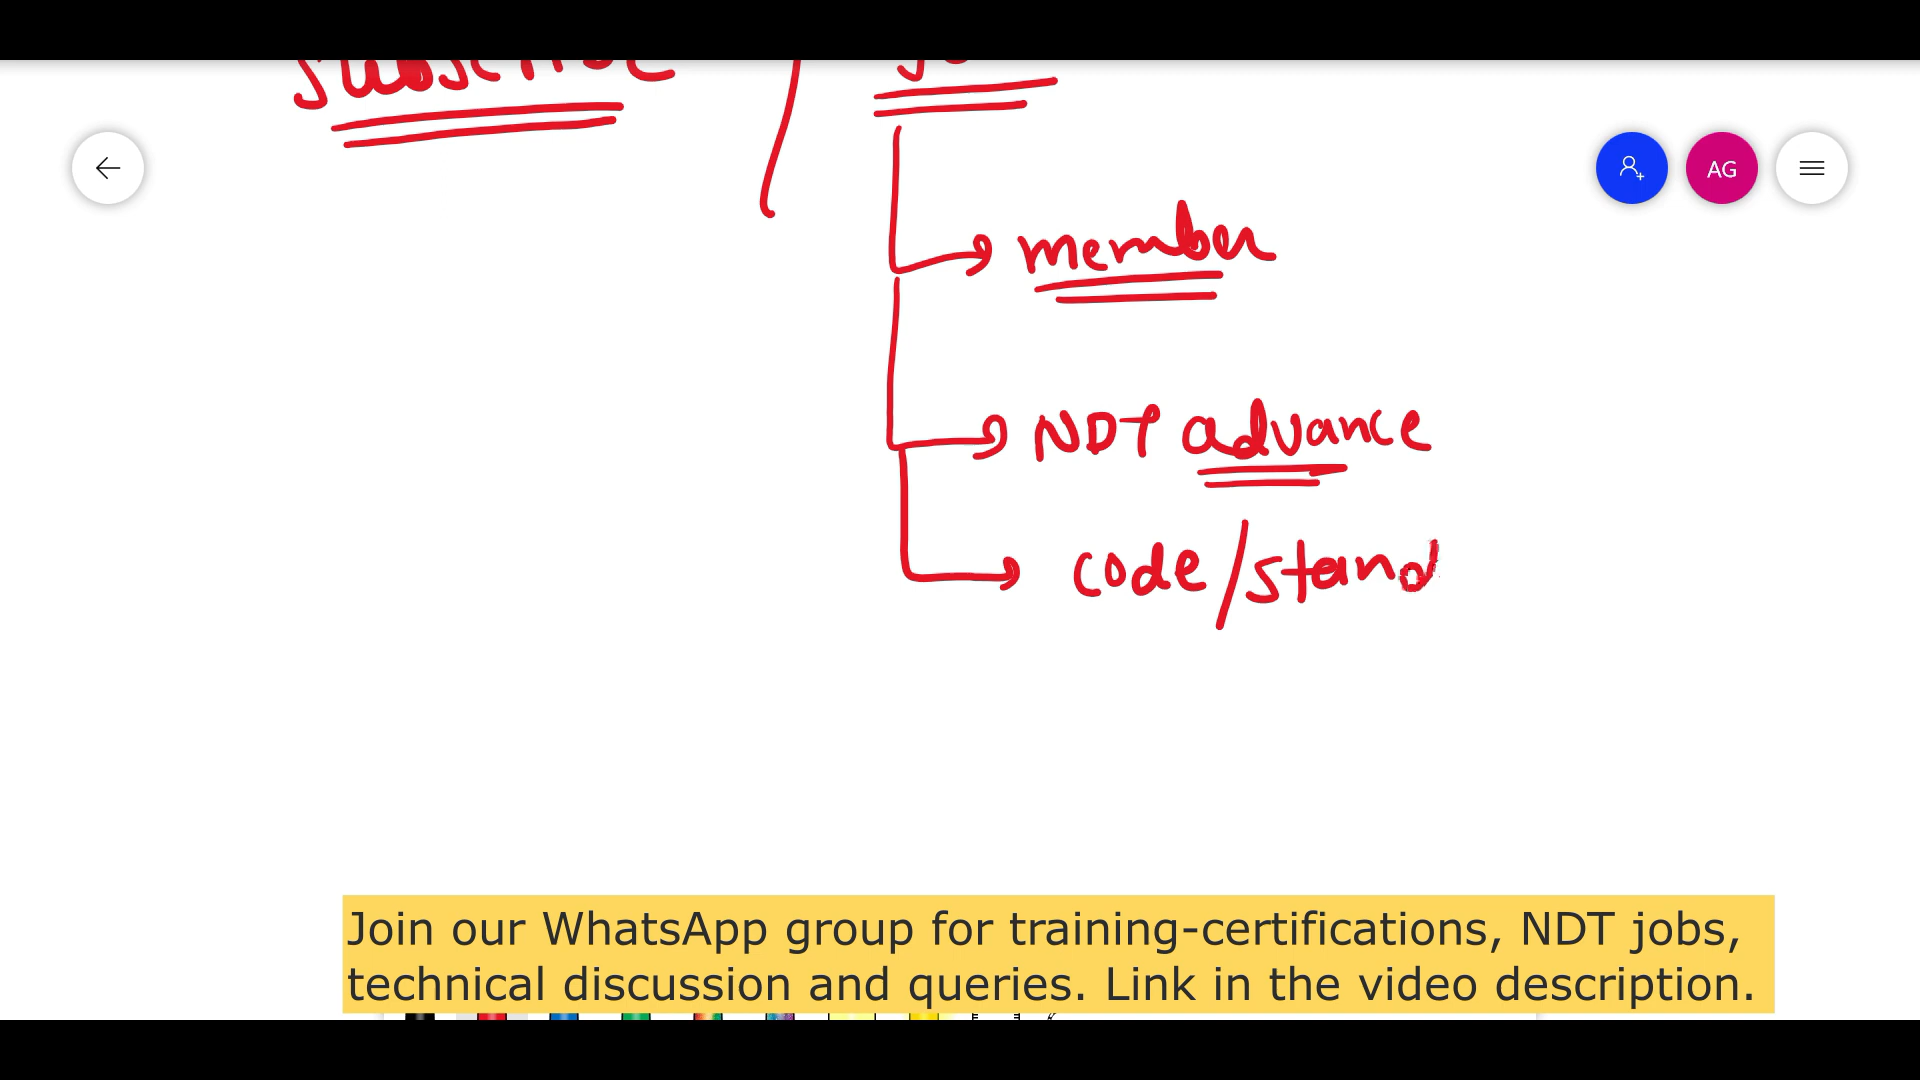 subscribe /
AG
member
NDT advance
code/stand
Join our WhatsApp group for training-certifications, NDT jobs,
technical discussion and queries. Link in the video description.